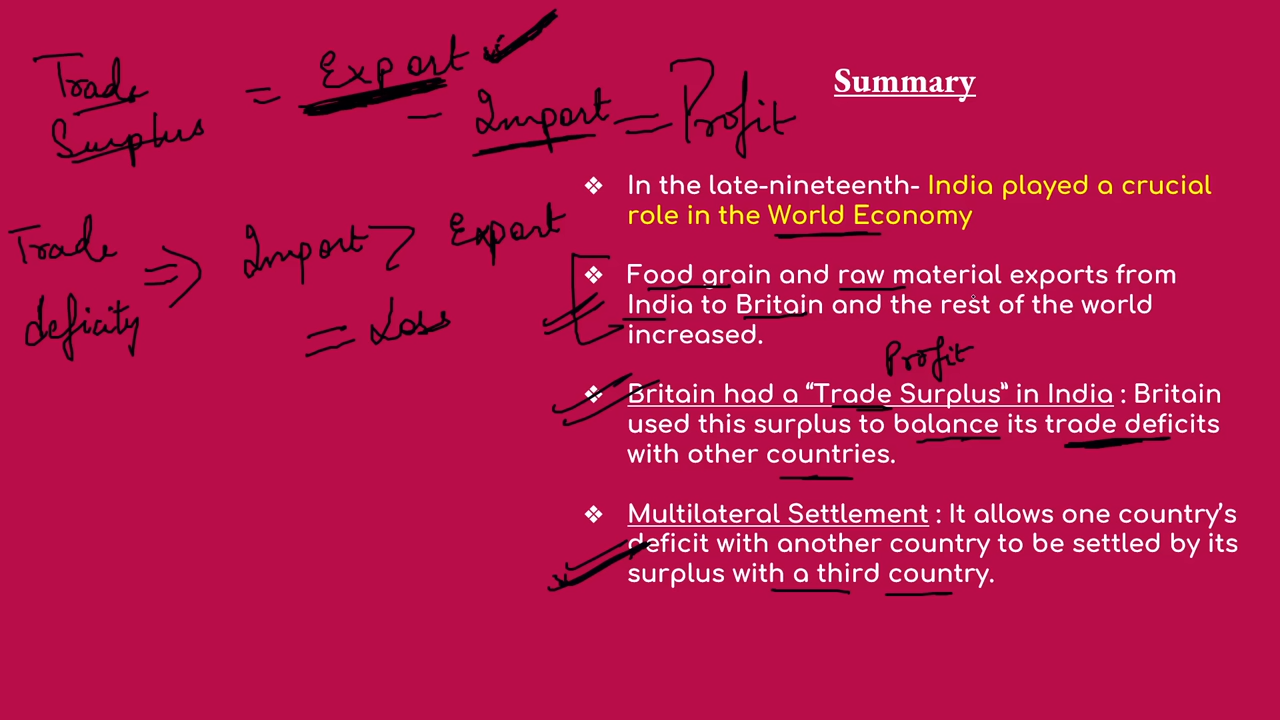 Trade = Export
Surplus - Import = Profit
Trade ⇒ Import > Export
deficity = Loss
Summary
❖ In the late-nineteenth- India played a crucial
role in the World Economy
❖ Food grain and raw material exports from
India to Britain and the rest of the world
increased.
Profit
❖ Britain had a “Trade Surplus” in India : Britain
used this surplus to balance its trade deficits
with other countries.
❖ Multilateral Settlement : It allows one country’s
deficit with another country to be settled by its
surplus with a third country.